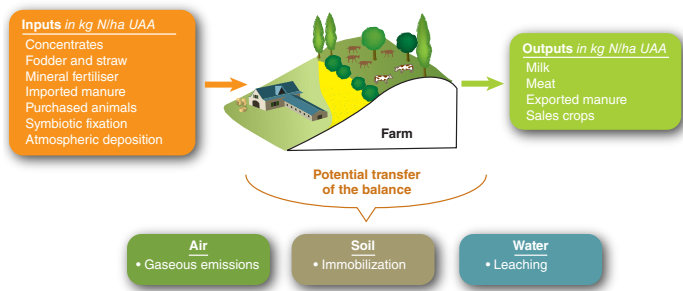 Inputs in kg N/ha UAA
Concentrates
Fodder and straw
Mineral fertiliser
Imported manure
Purchased animals
Symbiotic fixation
Atmospheric deposition
Farm
Outputs in kg N/ha UAA
Milk
Meat
Exported manure
Sales crops
Potential transfer
of the balance
Air
• Gaseous emissions
Soil
• Immobilization
Water
• Leaching